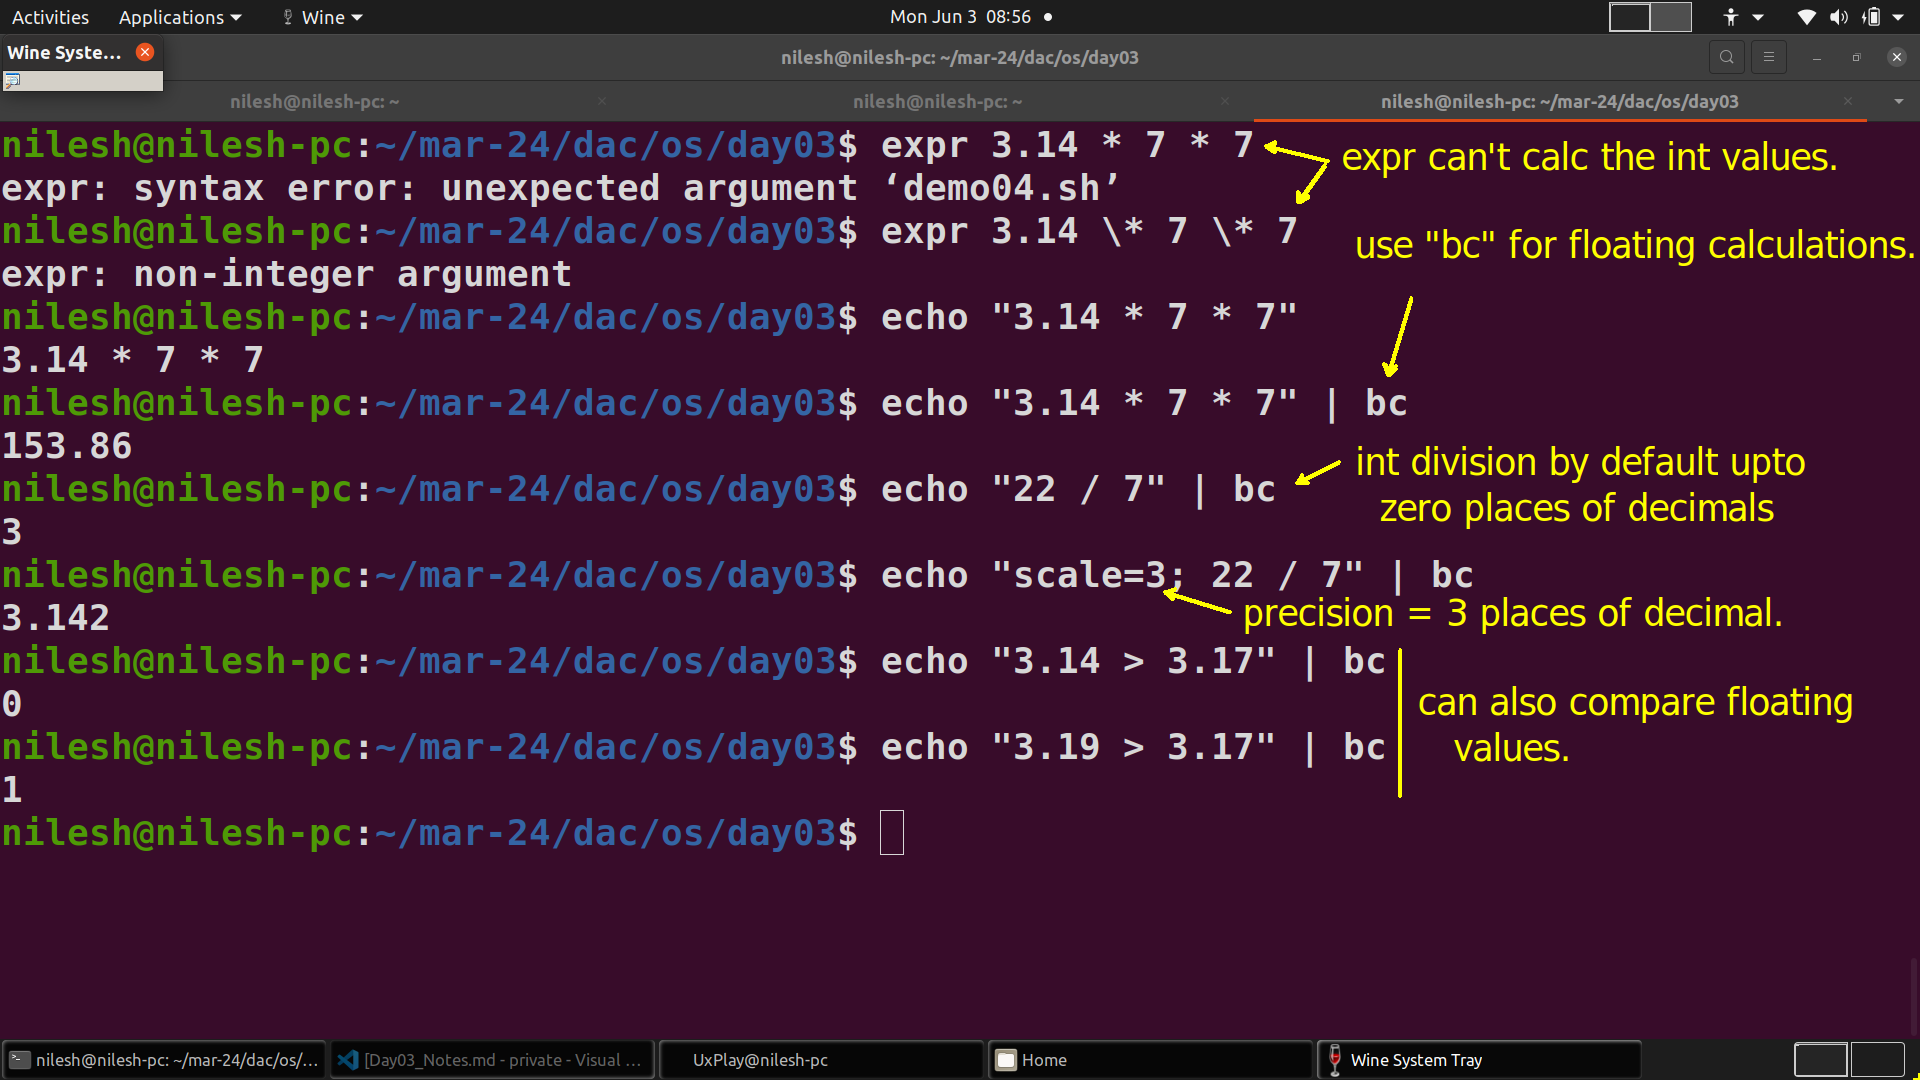 Activities Applications Wine Mon Jun 3 08:56
Wine Syste...
nilesh@nilesh-pc: ~/mar-24/dac/os/day03
nilesh@nilesh-pc: ~ nilesh@nilesh-pc: ~ nilesh@nilesh-pc: ~/mar-24/dac/os/day03
nilesh@nilesh-pc:~/mar-24/dac/os/day03$ expr 3.14 * 7 * 7
expr can't calc the int values.
expr: syntax error: unexpected argument ‘demo04.sh’
nilesh@nilesh-pc:~/mar-24/dac/os/day03$ expr 3.14 \* 7 \* 7
use "bc" for floating calculations.
expr: non-integer argument
nilesh@nilesh-pc:~/mar-24/dac/os/day03$ echo "3.14 * 7 * 7"
3.14 * 7 * 7
nilesh@nilesh-pc:~/mar-24/dac/os/day03$ echo "3.14 * 7 * 7" | bc
153.86
nilesh@nilesh-pc:~/mar-24/dac/os/day03$ echo "22 / 7" | bc
int division by default upto
zero places of decimals
3
nilesh@nilesh-pc:~/mar-24/dac/os/day03$ echo "scale=3; 22 / 7" | bc
3.142
precision = 3 places of decimal.
nilesh@nilesh-pc:~/mar-24/dac/os/day03$ echo "3.14 > 3.17" | bc
0
can also compare floating
values.
nilesh@nilesh-pc:~/mar-24/dac/os/day03$ echo "3.19 > 3.17" | bc
1
nilesh@nilesh-pc:~/mar-24/dac/os/day03$
nilesh@nilesh-pc: ~/mar-24/dac/os/... [Day03_Notes.md - private - Visual ... UxPlay@nilesh-pc Home Wine System Tray